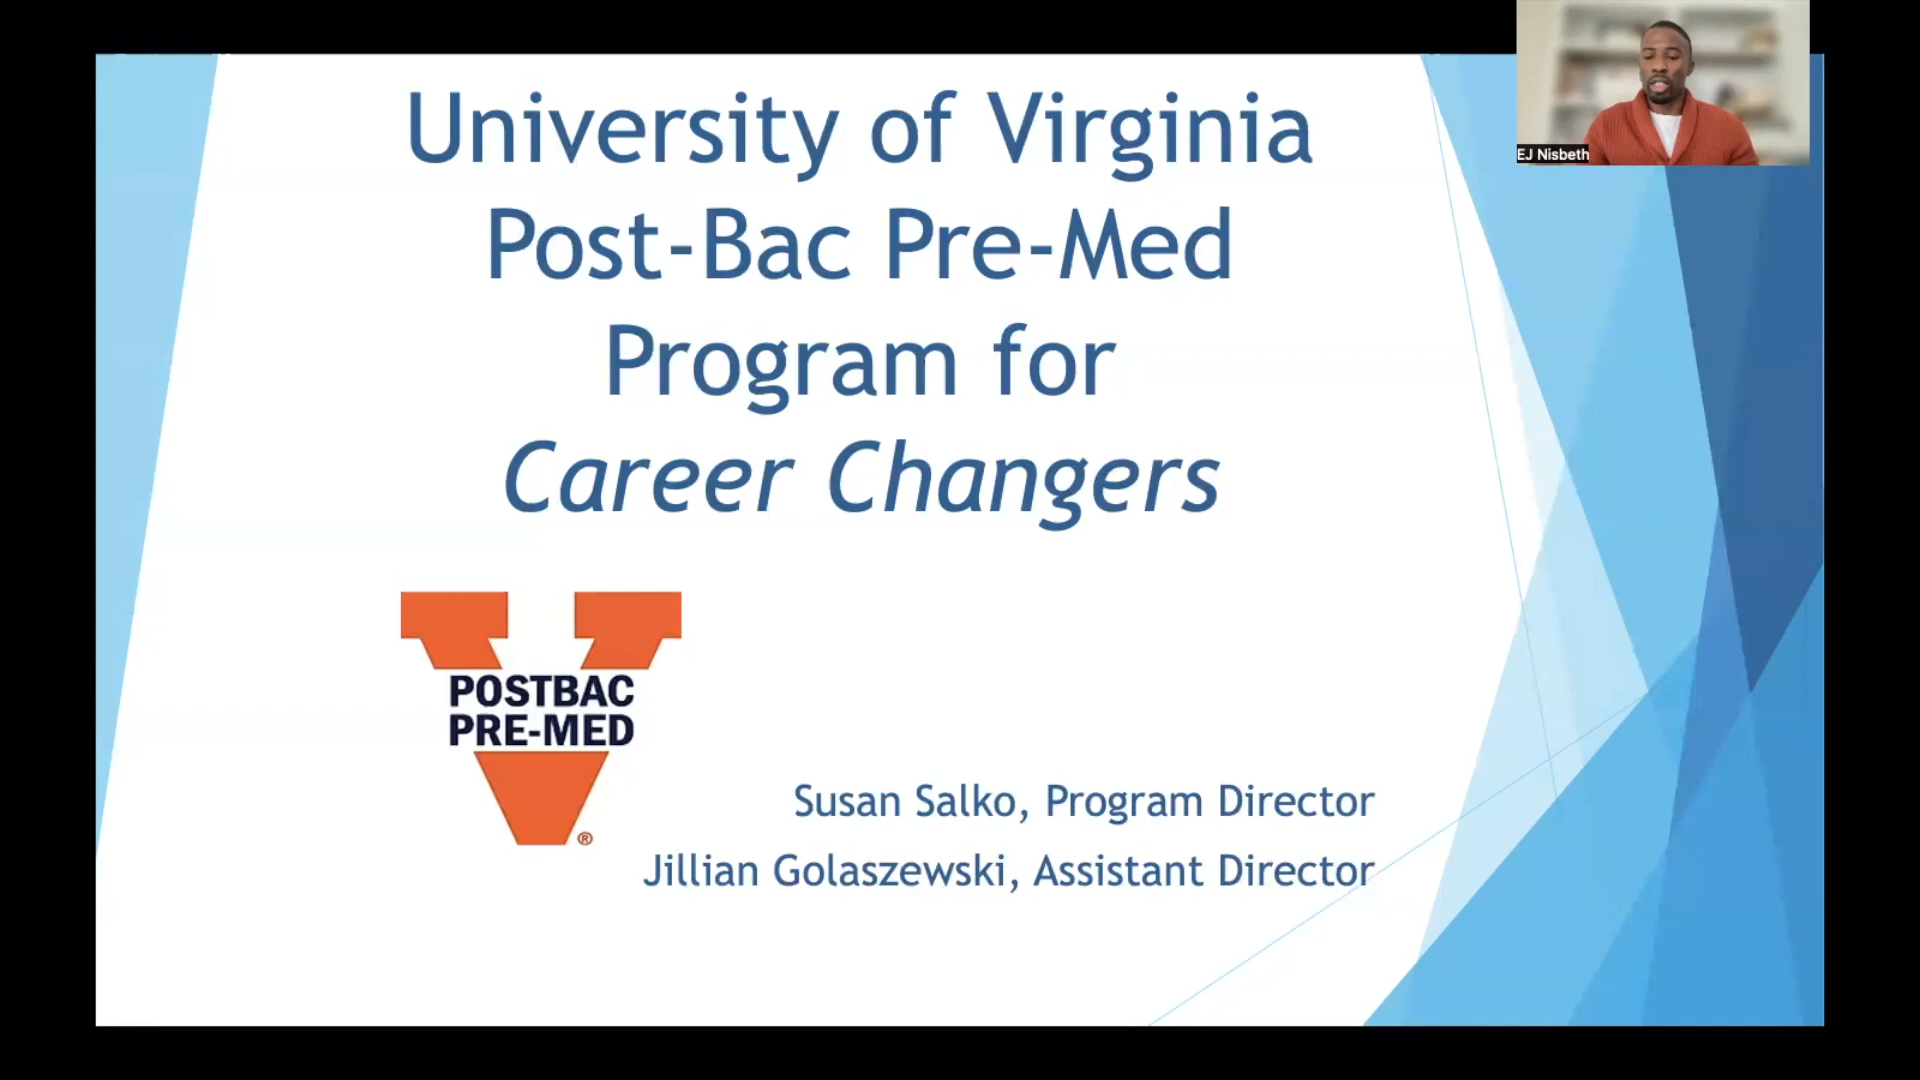 University of Virginia
Post-Bac Pre-Med
Program for
Career Changers
EJ Nisbeth
POSTBAC
PRE-MED
®
Susan Salko, Program Director
Jillian Golaszewski, Assistant Director